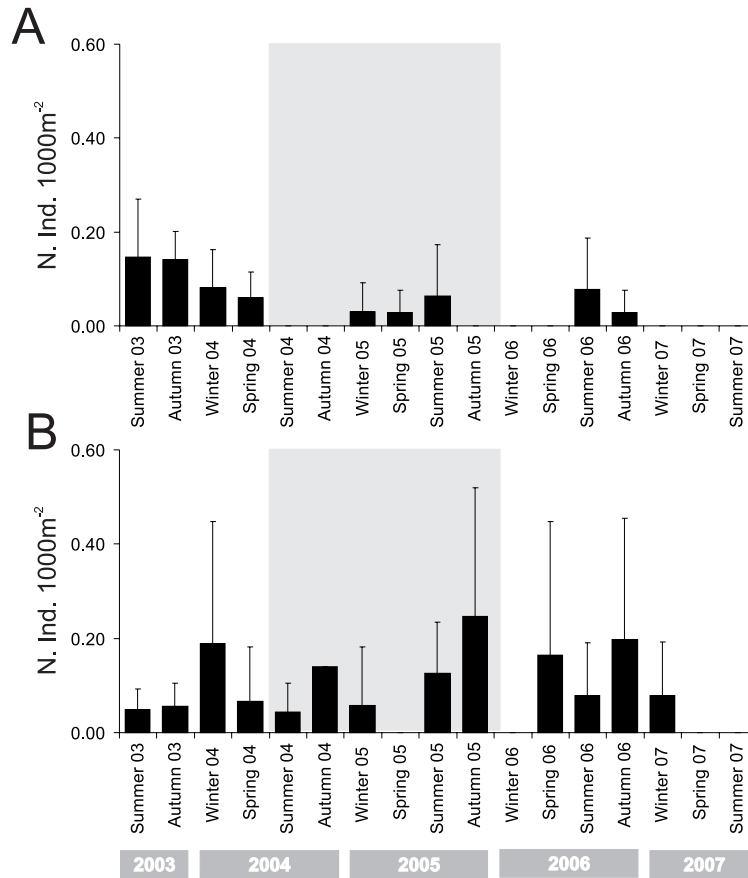 A
0.60
0.40
0.20
0.00
N. Ind. 1000m⁻²
Summer 03
Autumn 03
Winter 04
Spring 04
Summer 04
Autumn 04
Winter 05
Spring 05
Summer 05
Autumn 05
Winter 06
Spring 06
Summer 06
Autumn 06
Winter 07
Spring 07
Summer 07
B
0.60
0.40
0.20
0.00
N. Ind. 1000m⁻²
Summer 03
Autumn 03
Winter 04
Spring 04
Summer 04
Autumn 04
Winter 05
Spring 05
Summer 05
Autumn 05
Winter 06
Spring 06
Summer 06
Autumn 06
Winter 07
Spring 07
Summer 07
2003 2004 2005 2006 2007